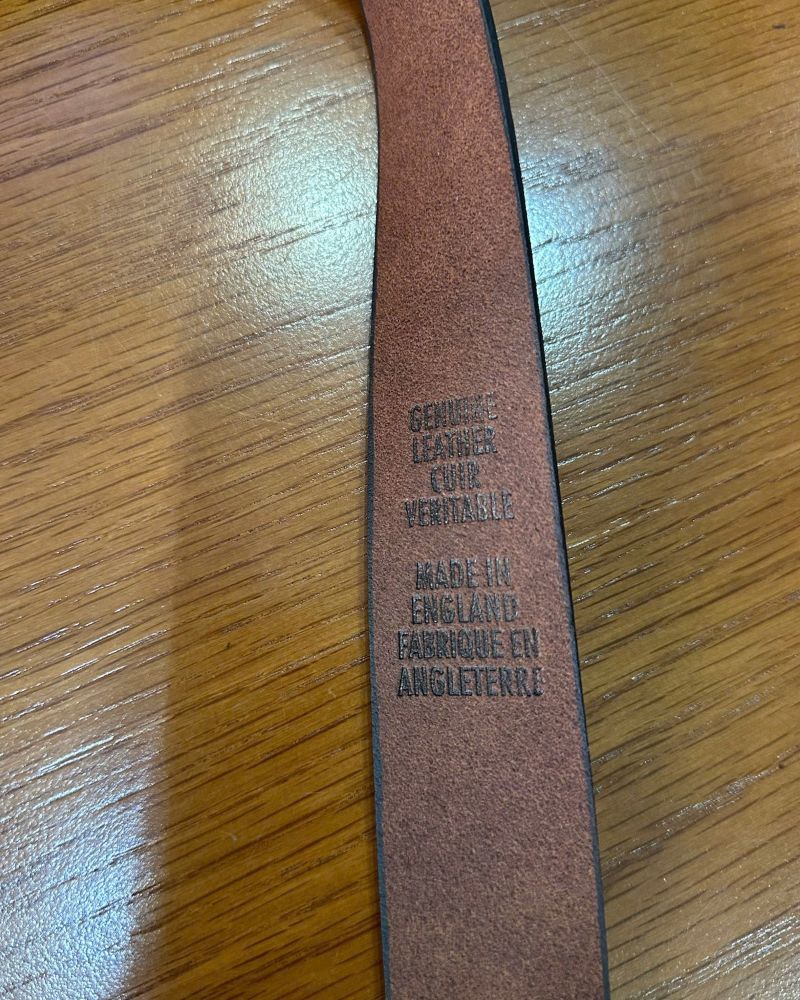 GENUINE
LEATHER
CUIR
VERITABLE
MADE IN
ENGLAND
FABRIQUE EN
ANGLETERRE